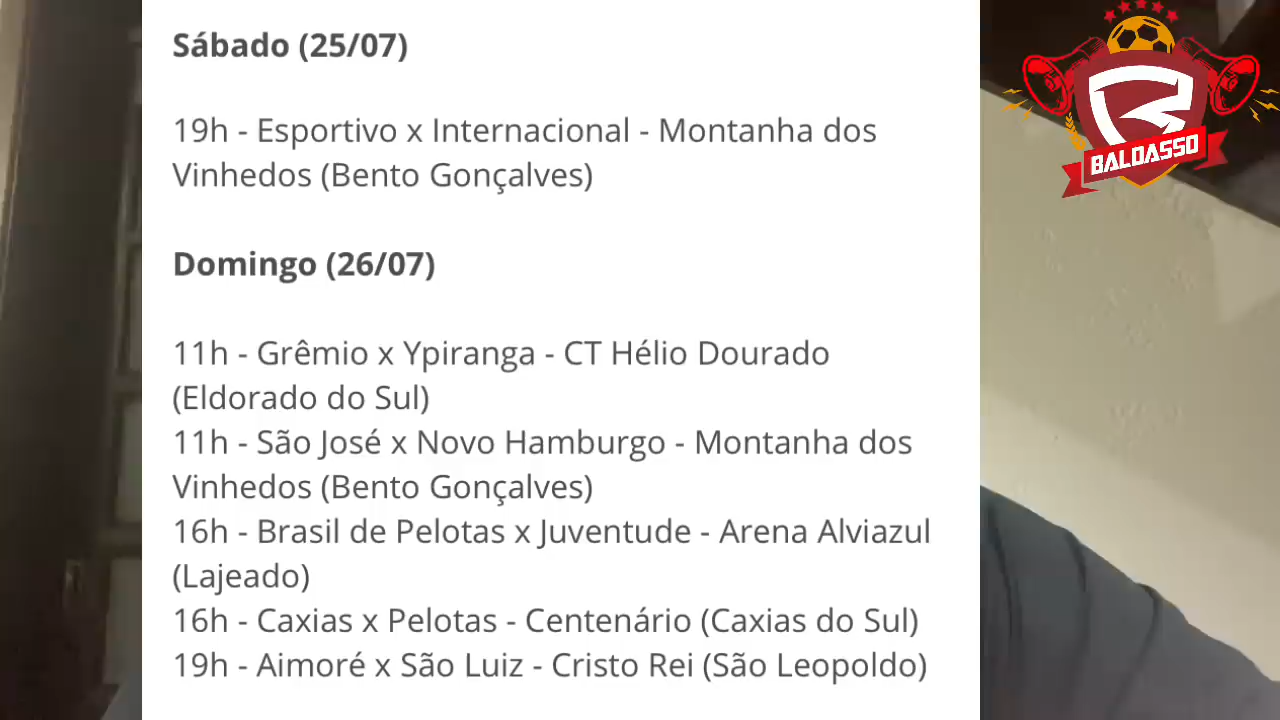 Sábado (25/07)
19h - Esportivo x Internacional - Montanha dos
Vinhedos (Bento Gonçalves)
Domingo (26/07)
11h - Grêmio x Ypiranga - CT Hélio Dourado
(Eldorado do Sul)
11h - São José x Novo Hamburgo - Montanha dos
Vinhedos (Bento Gonçalves)
16h - Brasil de Pelotas x Juventude - Arena Alviazul
(Lajeado)
16h - Caxias x Pelotas - Centenário (Caxias do Sul)
19h - Aimoré x São Luiz - Cristo Rei (São Leopoldo)
BALDASSO